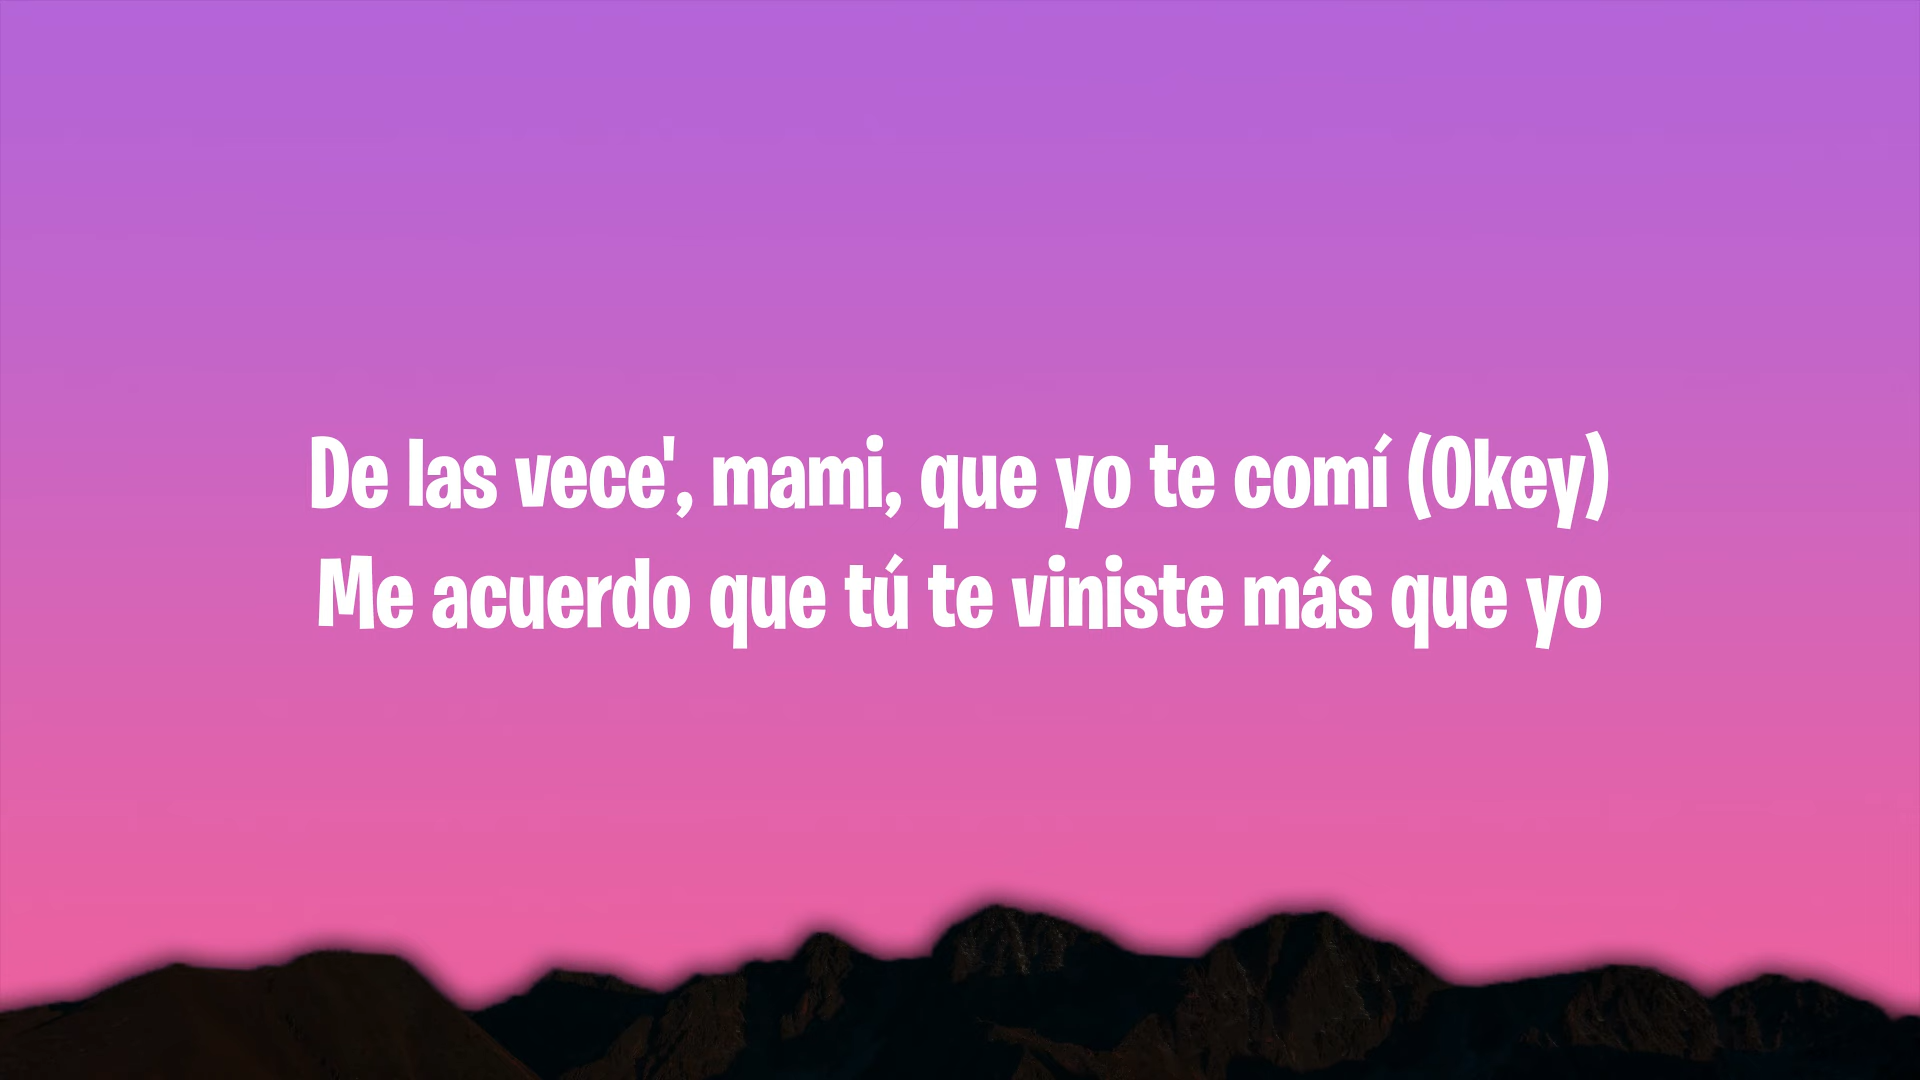 De las vece', mami, que yo te comí (Okey)
Me acuerdo que tú te viniste más que yo